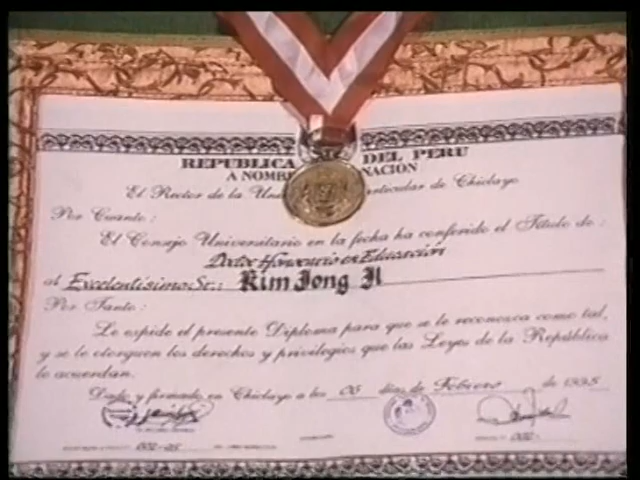 REPUBLICA DEL PERU
A NOMBRE NACION
El Rector de la Particular de Chiclayo
Por Cuanto :
El Consejo Universitario en la fecha ha conferido el Título de :
Doctor Honorario en Educación
al Excelentísimo Sr.: Kim Jong Il
Por Tanto :
Le expide el presente Diploma para que se le reconozca como tal,
y se le otorguen los derechos y privilegios que las Leyes de la República
lo acuerdan.
Dado y firmado en Chiclayo a los 05 días de Febrero de 1995